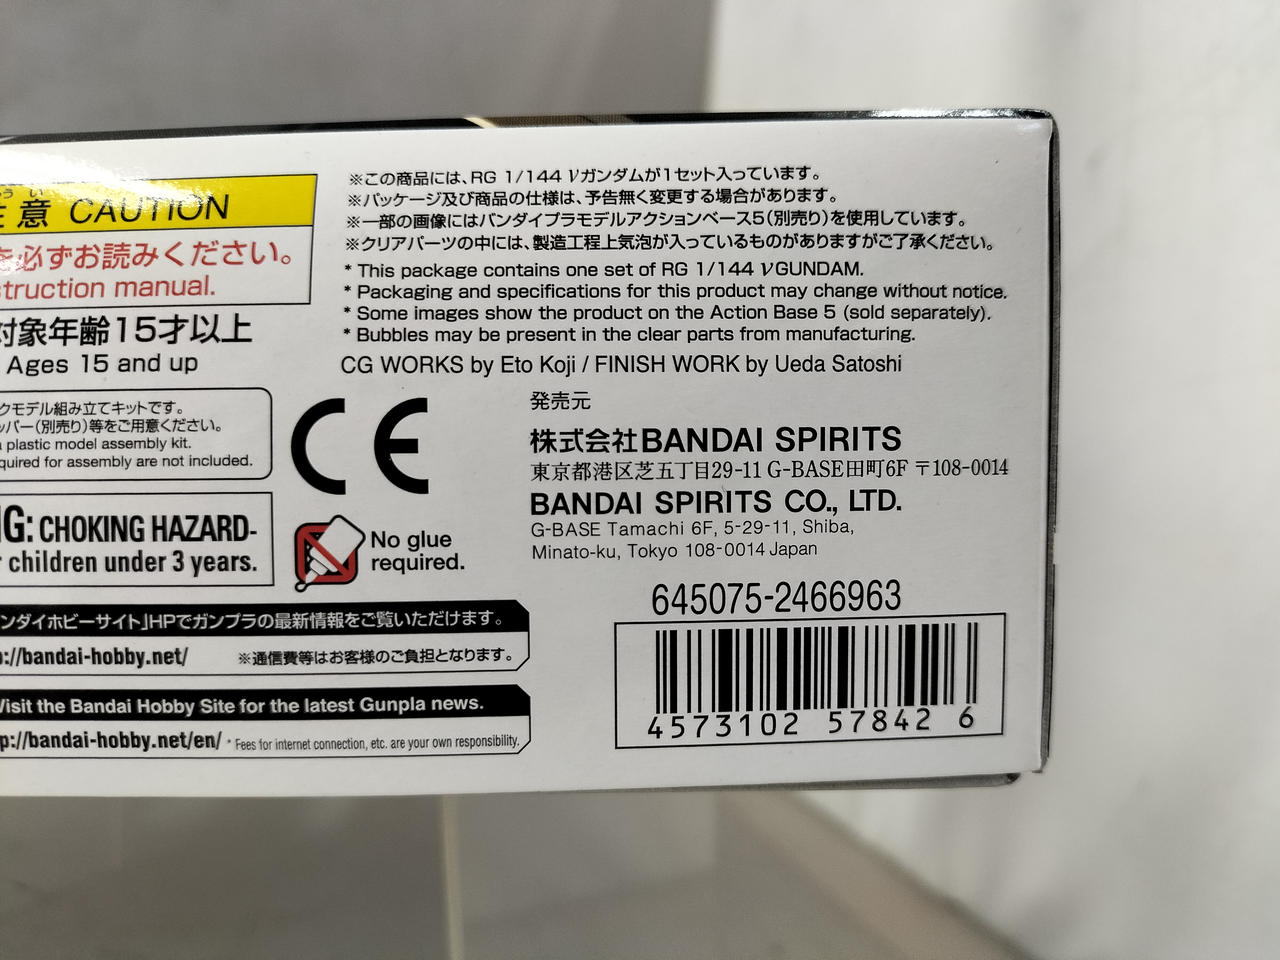 意 CAUTION
を必ずお読みください。
struction manual.
対象年齢15才以上
Ages 15 and up
クモデル組み立てキットです。
ッパー(別売り)等をご用意ください。
a plastic model assembly kit.
quired for assembly are not included.
G: CHOKING HAZARD-
r children under 3 years.
ンダイホビーサイト」HPでガンプラの最新情報をご覧いただけます。
p://bandai-hobby.net/ ※通信費等はお客様のご負担となります。
Visit the Bandai Hobby Site for the latest Gunpla news.
p://bandai-hobby.net/en/ * Fees for internet connection, etc. are your own responsibility.
No glue
required.
※この商品には、RG 1/144 νガンダムが1セット入っています。
※パッケージ及び商品の仕様は、予告無く変更する場合があります。
※一部の画像にはバンダイプラモデルアクションベース5(別売り)を使用しています。
※クリアパーツの中には、製造工程上気泡が入っているものがありますがご了承ください。
* This package contains one set of RG 1/144 νGUNDAM.
* Packaging and specifications for this product may change without notice.
* Some images show the product on the Action Base 5 (sold separately).
* Bubbles may be present in the clear parts from manufacturing.
CG WORKS by Eto Koji / FINISH WORK by Ueda Satoshi
CE
発売元
株式会社BANDAI SPIRITS
東京都港区芝五丁目29-11 G-BASE田町6F 〒108-0014
BANDAI SPIRITS CO., LTD.
G-BASE Tamachi 6F, 5-29-11, Shiba,
Minato-ku, Tokyo 108-0014 Japan
645075-2466963
4573102 57842 6